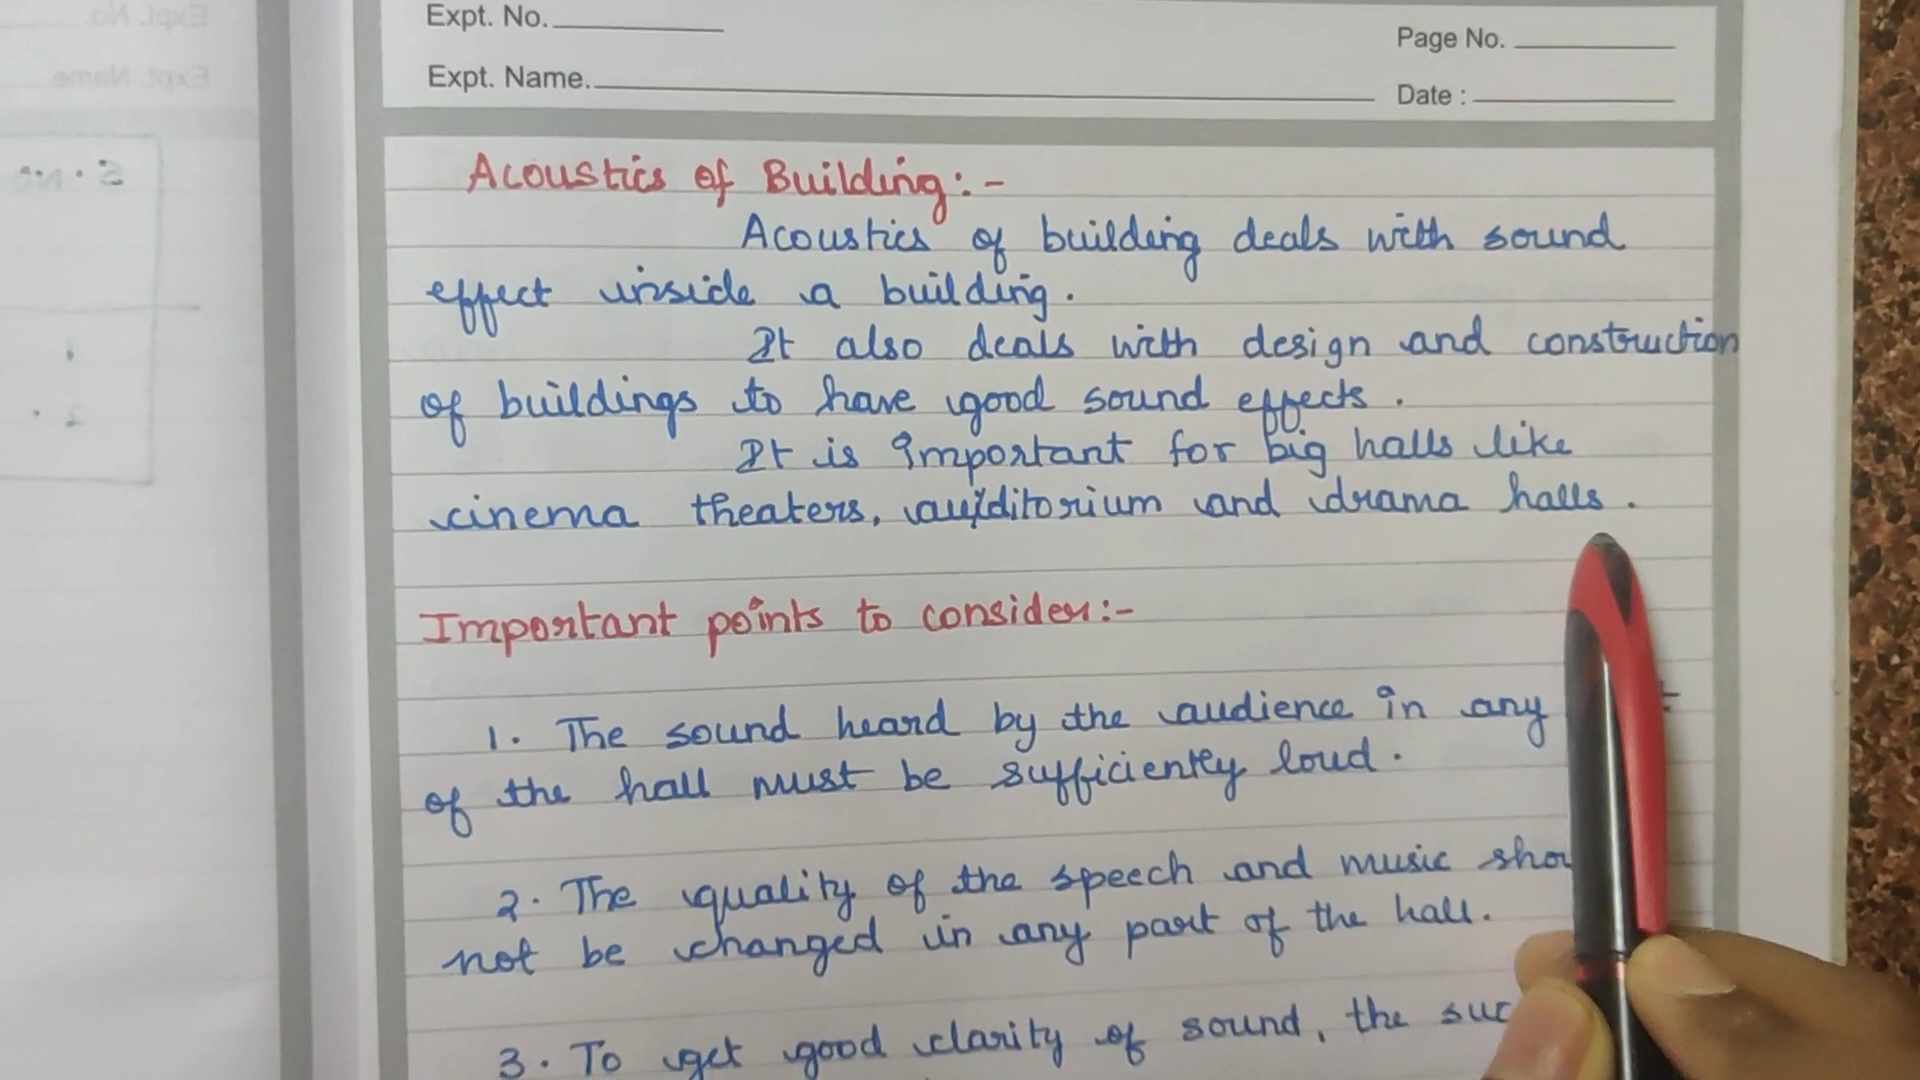 Expt. No.
Page No.
Expt. Name.
Date :
Acoustics of Building:-
Acoustics of building deals with sound
effect inside a building.
It also deals with design and construction
of buildings to have good sound effects.
It is important for big halls like
cinema theaters, auditorium and drama halls.
Important points to consider:-
1. The sound heard by the audience in any
of the hall must be sufficiently loud.
2. The quality of the speech and music
not be changed in any part of the hall.
3. To get good clarity of sound, the